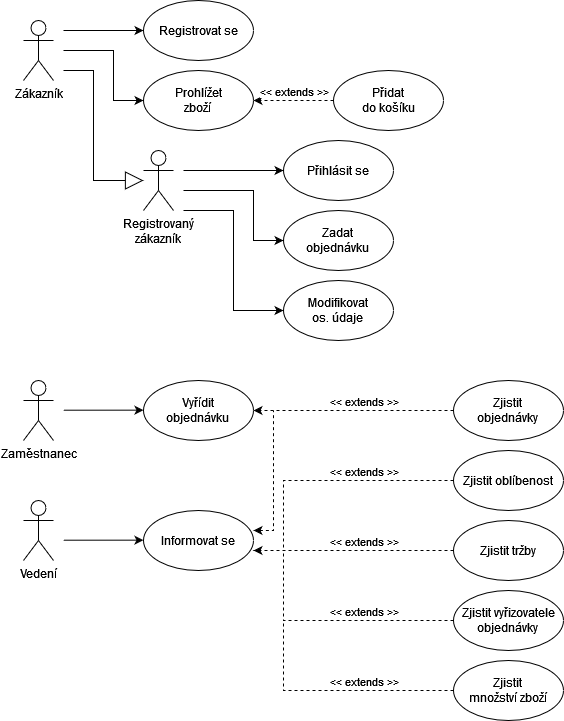 Registrovat se
Zákazník
Prohlížet
zboží
<< extends >>
Přidat
do košíku
Přihlásit se
Registrovaný
zákazník
Zadat
objednávku
Modifikovat
os. údaje
Zaměstnanec
Vyřídit
objednávku
<< extends >>
Zjistit
objednávky
<< extends >>
Zjistit oblíbenost
Vedení
Informovat se
<< extends >>
Zjistit tržby
<< extends >>
Zjistit vyřizovatele
objednávky
<< extends >>
Zjistit
množství zboží